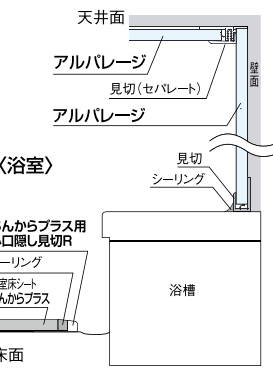 天井面
アルパレージ
見切(セパレート)
壁面
アルパレージ
見切
シーリング
〈浴室〉
んからプラス用
口隠し見切R
ーリング
室床シート
んからプラス
浴槽
床面